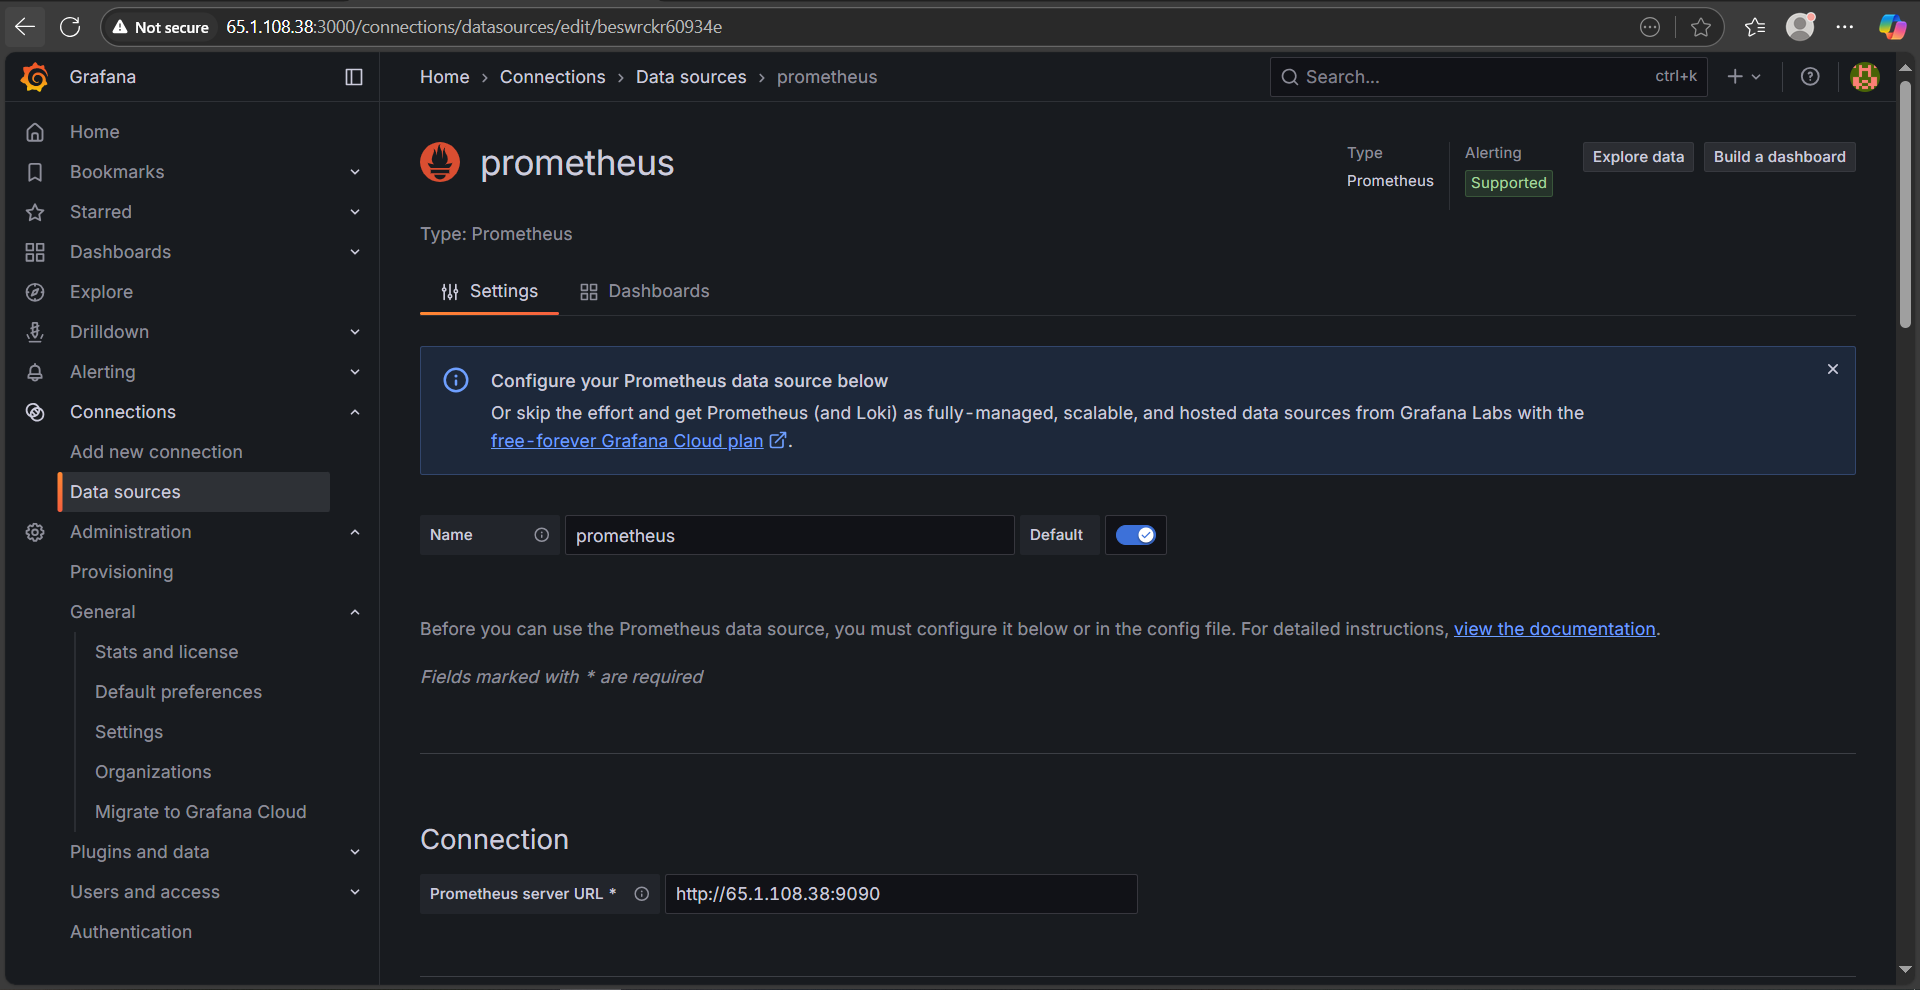 Not secure 65.1.108.38:3000/connections/datasources/edit/beswrckr60934e
Grafana
Home › Connections › Data sources › prometheus
Search... ctrl+k
Home
Bookmarks
Starred
Dashboards
Explore
Drilldown
Alerting
Connections
Add new connection
Data sources
Administration
Provisioning
General
Stats and license
Default preferences
Settings
Organizations
Migrate to Grafana Cloud
Plugins and data
Users and access
Authentication
prometheus
Type
Prometheus
Alerting
Supported
Explore data
Build a dashboard
Type: Prometheus
Settings
Dashboards
Configure your Prometheus data source below
Or skip the effort and get Prometheus (and Loki) as fully-managed, scalable, and hosted data sources from Grafana Labs with the
free-forever Grafana Cloud plan.
Name prometheus Default
Before you can use the Prometheus data source, you must configure it below or in the config file. For detailed instructions, view the documentation.
Fields marked with * are required
Connection
Prometheus server URL * http://65.1.108.38:9090